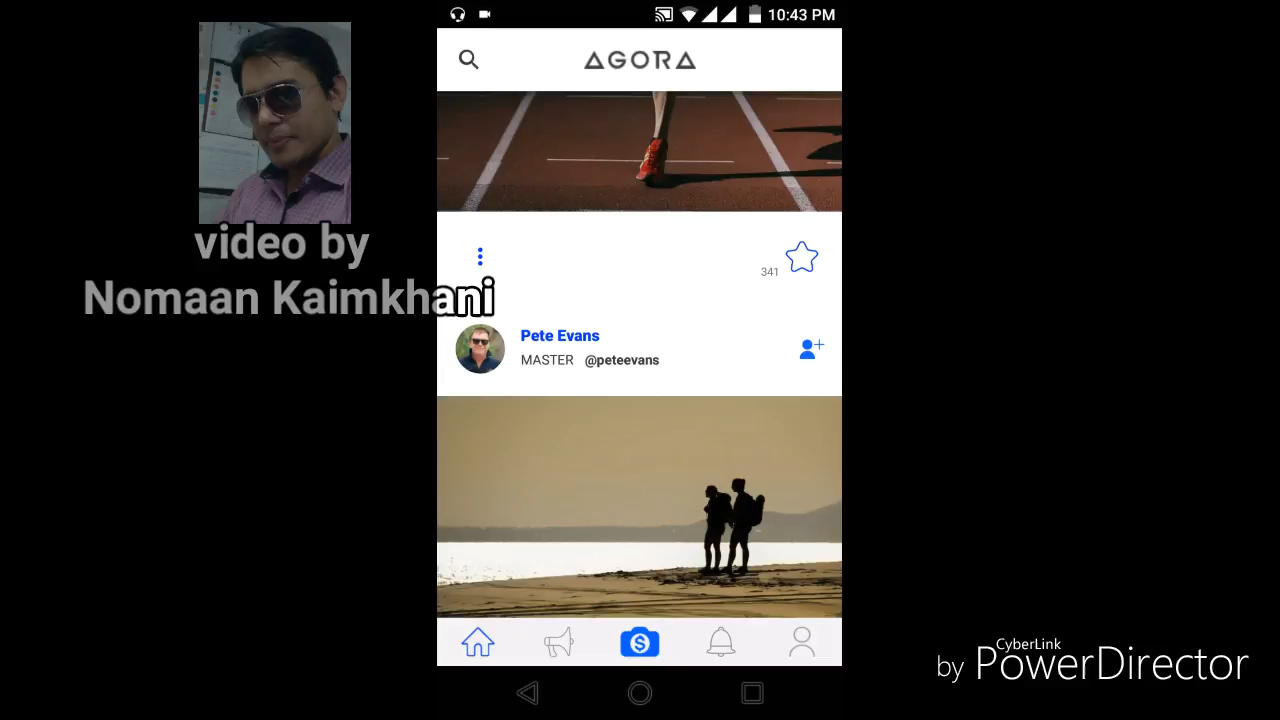 10:43 PM
AGORA
video by
Nomaan Kaimkhani
341
Pete Evans
MASTER @peteevans
CyberLink
by PowerDirector